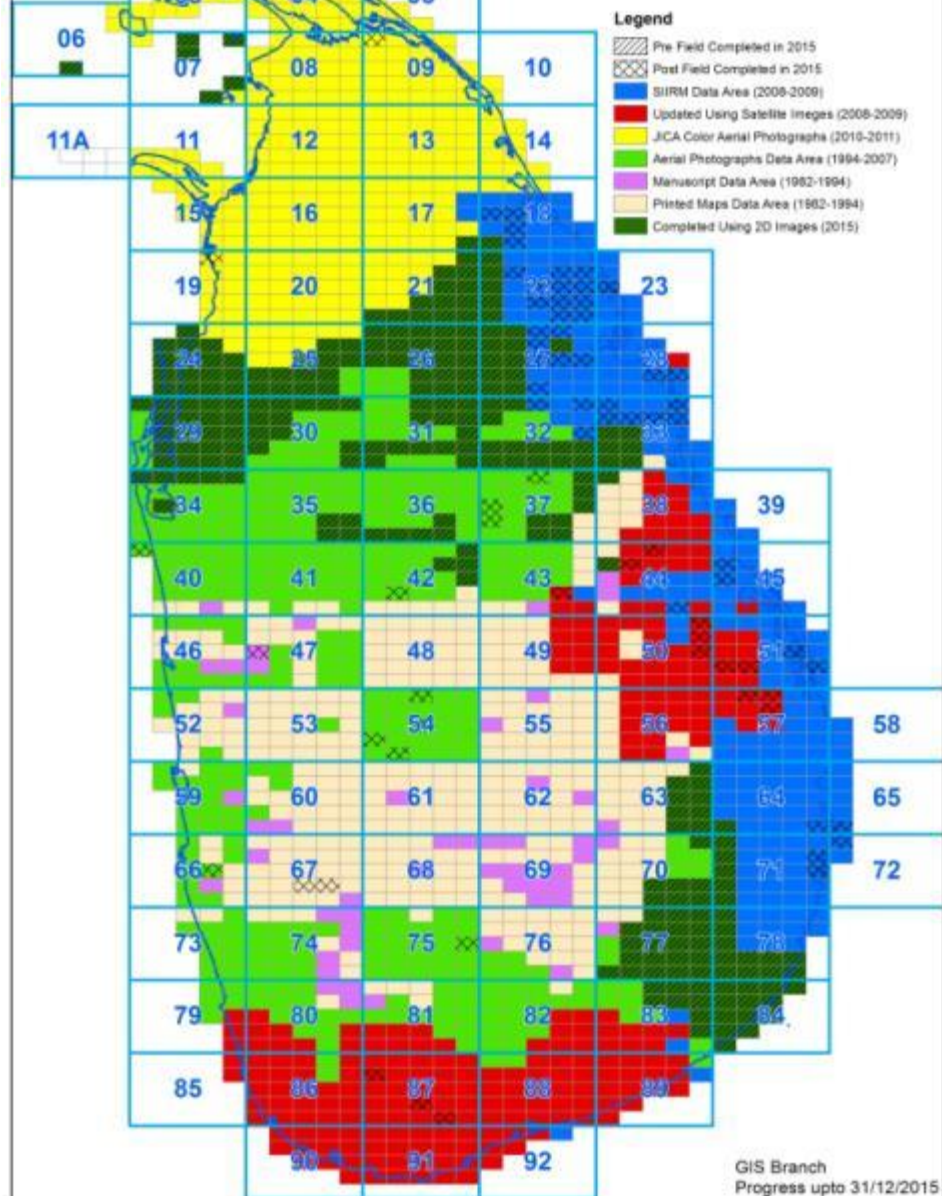 Legend
Pre Field Completed in 2015
Post Field Completed in 2015
SIIRM Data Area (2008-2009)
Updated Using Satellite Imeges (2008-2009)
JICA Color Aerial Photographs (2010-2011)
Aerial Photographs Data Area (1994-2007)
Manuscript Data Area (1982-1994)
Printed Maps Data Area (1982-1994)
Completed Using 2D Images (2015)
06
07 08 09 10
11A 11 12 13 14
15 16 17 18
19 20 21 22 23
24 25 26 27 28
29 30 31 32 33
34 35 36 37 38 39
40 41 42 43 44 45
46 47 48 49 50 51
52 53 54 55 56 57 58
59 60 61 62 63 64 65
66 67 68 69 70 71 72
73 74 75 76 77 78
79 80 81 82 83 84
85 86 87 88 89
90 91 92
GIS Branch
Progress upto 31/12/2015